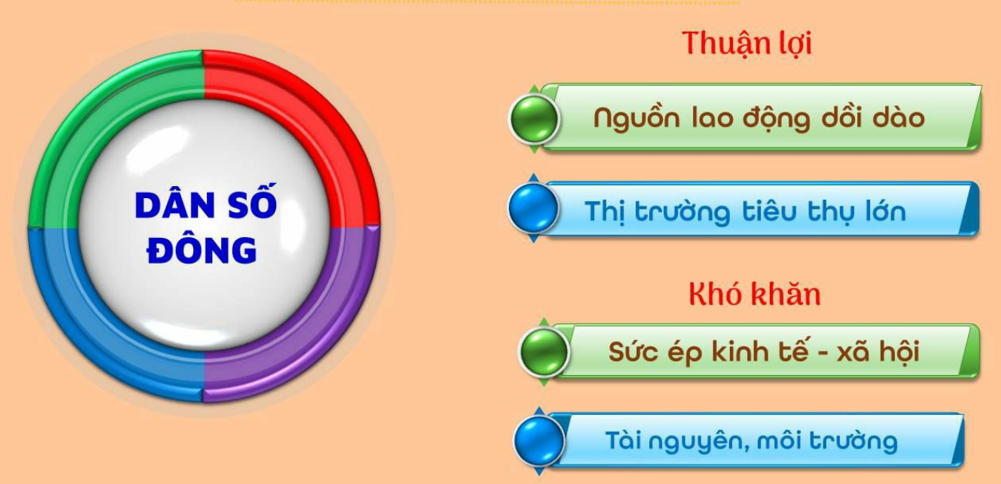 DÂN SỐ
ĐÔNG
Thuận lợi
Nguồn lao động dồi dào
Thị trường tiêu thụ lớn
Khó khăn
Sức ép kinh tế - xã hội
Tài nguyên, môi trường